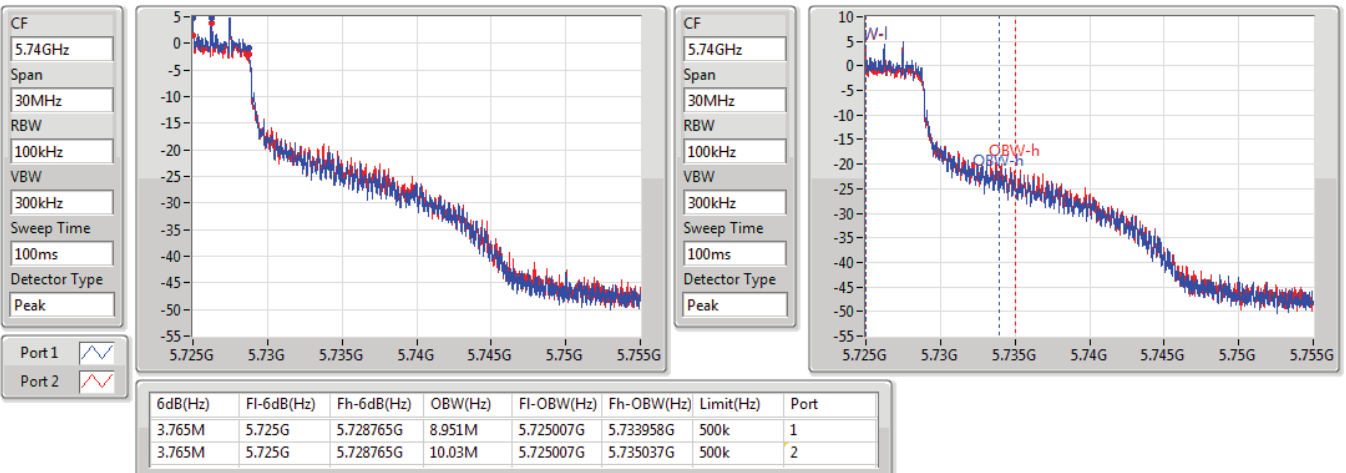 CF
5.74GHz
Span
30MHz
RBW
100kHz
VBW
300kHz
Sweep Time
100ms
Detector Type
Peak
Port 1
Port 2
5
0
-5
-10
-15
-20
-25
-30
-35
-40
-45
-50
-55
5.725G 5.73G 5.735G 5.74G 5.745G 5.75G 5.755G
CF
5.74GHz
Span
30MHz
RBW
100kHz
VBW
300kHz
Sweep Time
100ms
Detector Type
Peak
10
5
0
-5
-10
-15
-20
-25
-30
-35
-40
-45
-50
-55
W-l
OBW-h
OBW-h
5.725G 5.73G 5.735G 5.74G 5.745G 5.75G 5.755G
6dB(Hz) Fl-6dB(Hz) Fh-6dB(Hz) OBW(Hz) Fl-OBW(Hz) Fh-OBW(Hz) Limit(Hz) Port
3.765M 5.725G 5.728765G 8.951M 5.725007G 5.733958G 500k 1
3.765M 5.725G 5.728765G 10.03M 5.725007G 5.735037G 500k 2